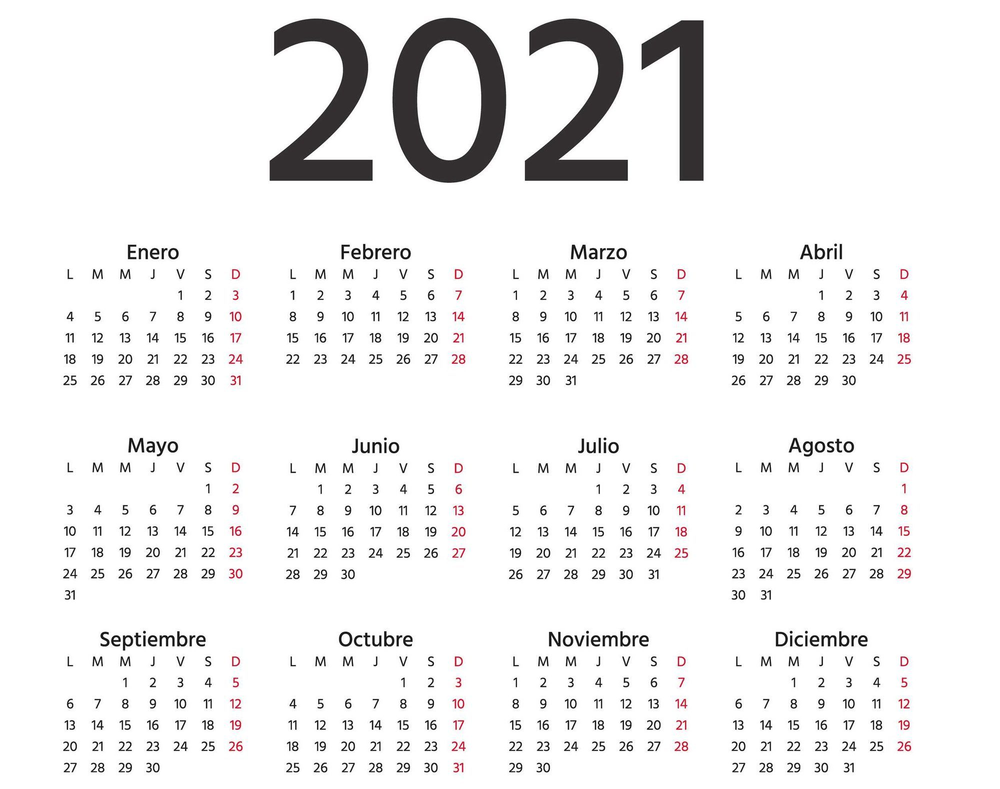 2021
Enero
L M M J V S D
1 2 3
4 5 6 7 8 9 10
11 12 13 14 15 16 17
18 19 20 21 22 23 24
25 26 27 28 29 30 31
Febrero
L M M J V S D
1 2 3 4 5 6 7
8 9 10 11 12 13 14
15 16 17 18 19 20 21
22 23 24 25 26 27 28
Marzo
L M M J V S D
1 2 3 4 5 6 7
8 9 10 11 12 13 14
15 16 17 18 19 20 21
22 23 24 25 26 27 28
29 30 31
Abril
L M M J V S D
1 2 3 4
5 6 7 8 9 10 11
12 13 14 15 16 17 18
19 20 21 22 23 24 25
26 27 28 29 30
Mayo
L M M J V S D
1 2
3 4 5 6 7 8 9
10 11 12 13 14 15 16
17 18 19 20 21 22 23
24 25 26 27 28 29 30
31
Junio
L M M J V S D
1 2 3 4 5 6
7 8 9 10 11 12 13
14 15 16 17 18 19 20
21 22 23 24 25 26 27
28 29 30
Julio
L M M J V S D
1 2 3 4
5 6 7 8 9 10 11
12 13 14 15 16 17 18
19 20 21 22 23 24 25
26 27 28 29 30 31
Agosto
L M M J V S D
1
2 3 4 5 6 7 8
9 10 11 12 13 14 15
16 17 18 19 20 21 22
23 24 25 26 27 28 29
30 31
Septiembre
L M M J V S D
1 2 3 4 5
6 7 8 9 10 11 12
13 14 15 16 17 18 19
20 21 22 23 24 25 26
27 28 29 30
Octubre
L M M J V S D
1 2 3
4 5 6 7 8 9 10
11 12 13 14 15 16 17
18 19 20 21 22 23 24
25 26 27 28 29 30 31
Noviembre
L M M J V S D
1 2 3 4 5 6 7
8 9 10 11 12 13 14
15 16 17 18 19 20 21
22 23 24 25 26 27 28
29 30
Diciembre
L M M J V S D
1 2 3 4 5
6 7 8 9 10 11 12
13 14 15 16 17 18 19
20 21 22 23 24 25 26
27 28 29 30 31